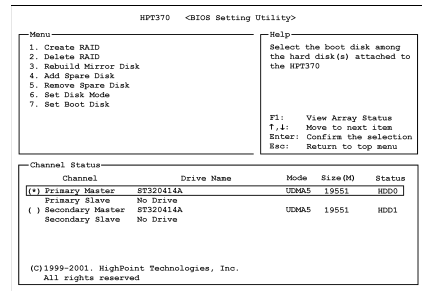 HPT370 <BIOS Setting Utility>
Menu
1. Create RAID
2. Delete RAID
3. Rebuild Mirror Disk
4. Add Spare Disk
5. Remove Spare Disk
6. Set Disk Mode
7. Set Boot Disk
Help
Select the boot disk among
the hard disk(s) attached to
the HPT370
F1: View Array Status
↑,↓: Move to next item
Enter: Confirm the selection
Esc: Return to top menu
Channel Status
Channel Drive Name Mode Size(M) Status
(*) Primary Master ST320414A UDMA5 19551 HDD0
Primary Slave No Drive
( ) Secondary Master ST320414A UDMA5 19551 HDD1
Secondary Slave No Drive
(C)1999-2001. HighPoint Technologies, Inc.
All rights reserved